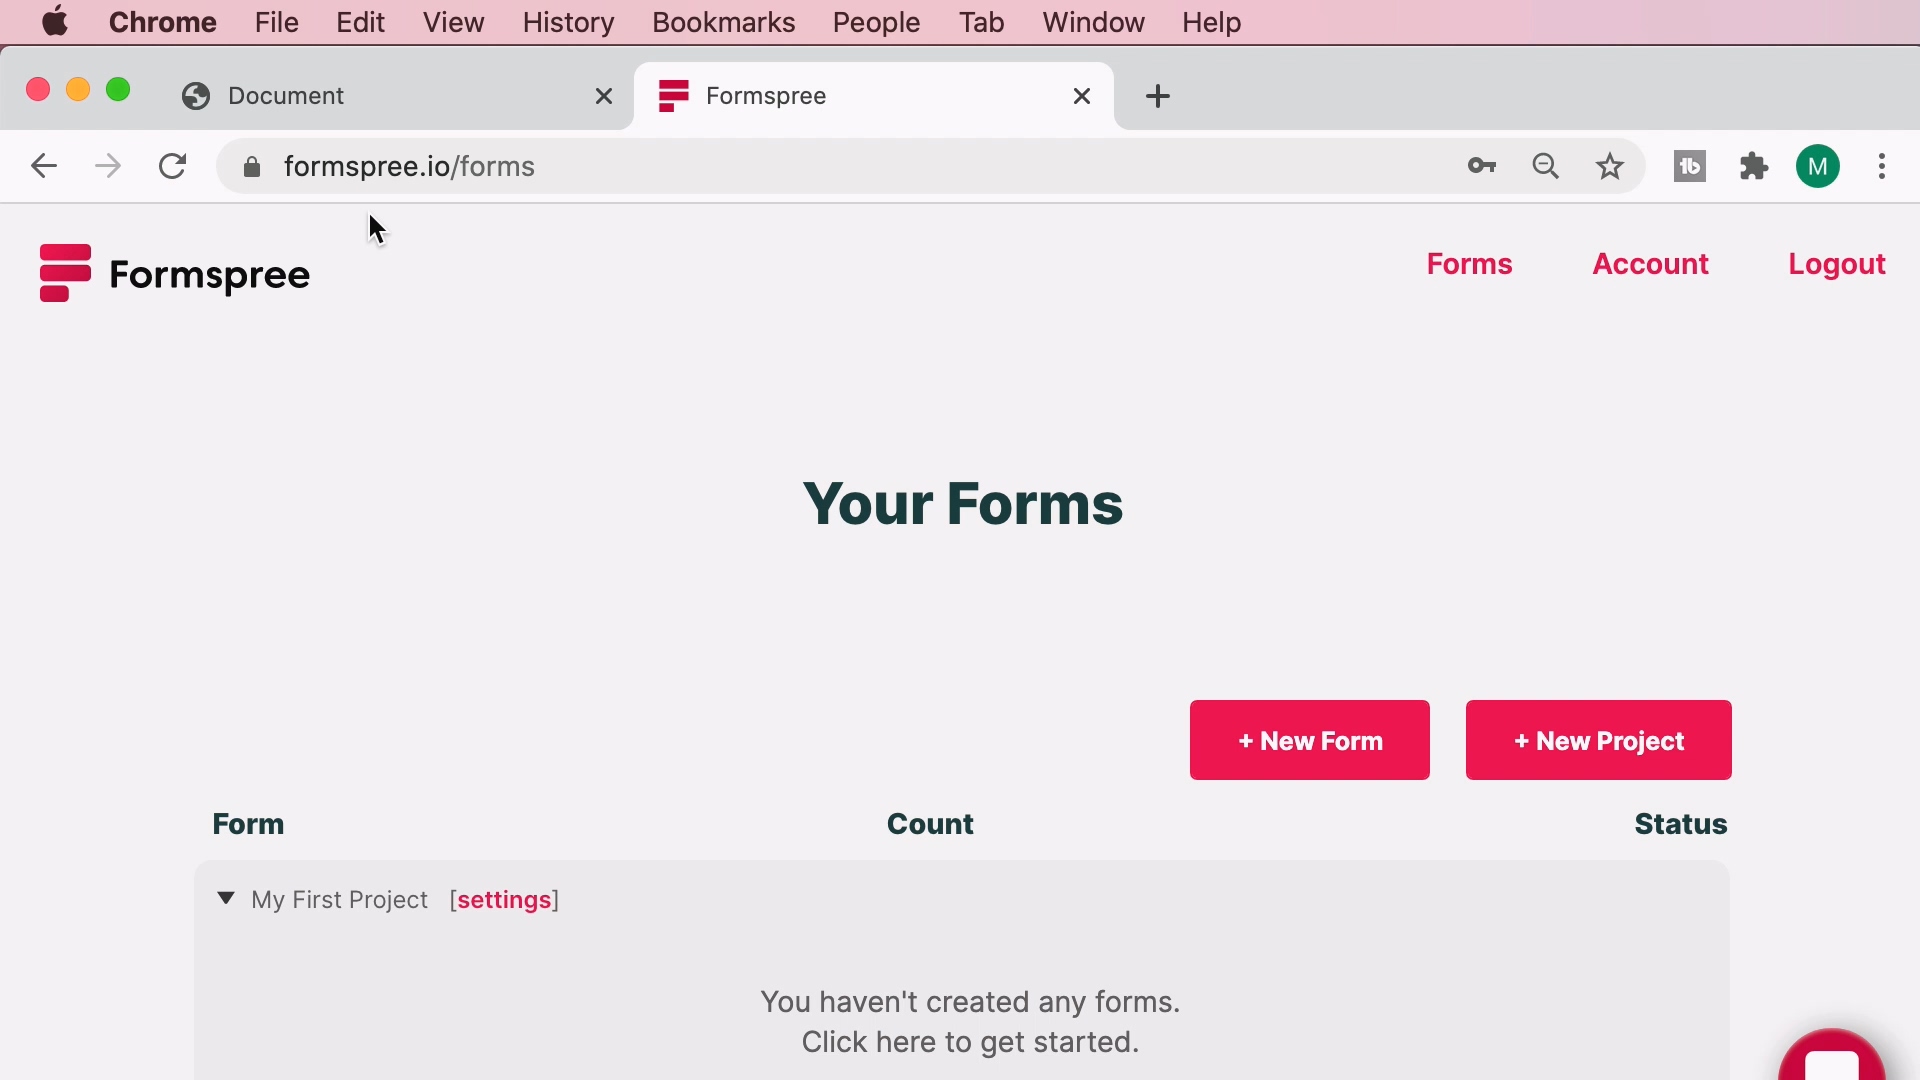 Chrome File Edit View History Bookmarks People Tab Window Help
Document Formspree
formspree.io/forms M
Formspree Forms Account Logout
Your Forms
+ New Form + New Project
Form Count Status
My First Project [settings]
You haven't created any forms.
Click here to get started.